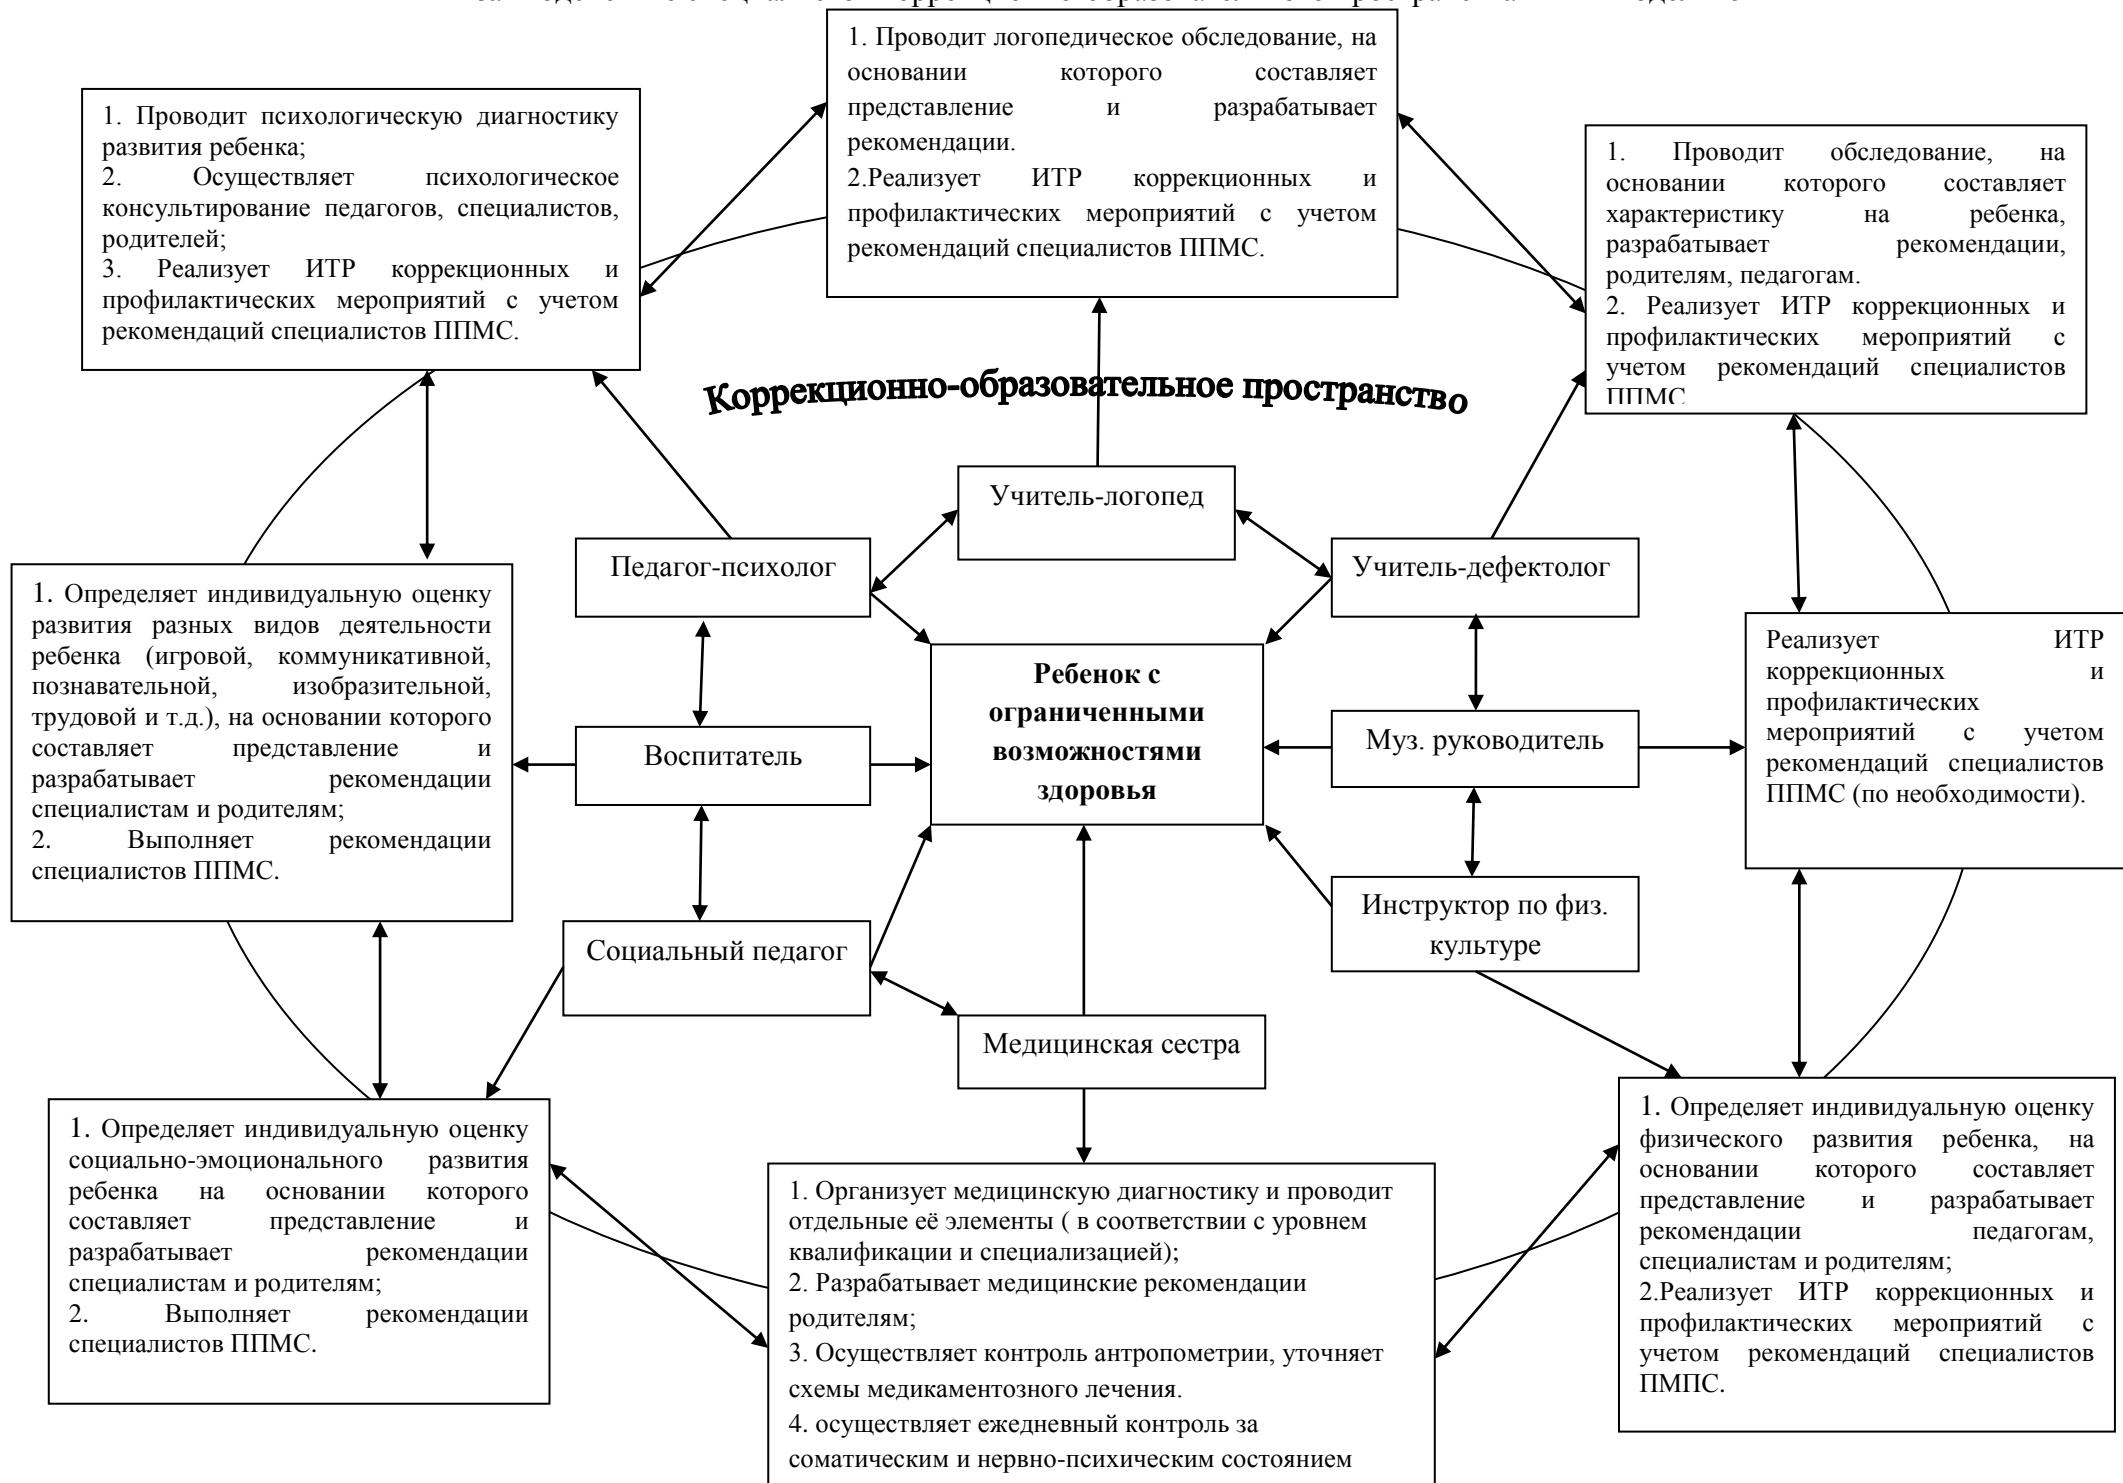 1. Проводит логопедическое обследование, на
основании которого составляет
представление и разрабатывает
рекомендации.
2.Реализует ИТР коррекционных и
профилактических мероприятий с учетом
рекомендаций специалистов ППМС.
1. Проводит психологическую диагностику
развития ребенка;
2. Осуществляет психологическое
консультирование педагогов, специалистов,
родителей;
3. Реализует ИТР коррекционных и
профилактических мероприятий с учетом
рекомендаций специалистов ППМС.
1. Проводит обследование, на
основании которого составляет
характеристику на ребенка,
разрабатывает рекомендации,
родителям, педагогам.
2. Реализует ИТР коррекционных и
профилактических мероприятий с
учетом рекомендаций специалистов
ППМС
Коррекционно-образовательное пространство
Учитель-логопед
Педагог-психолог
Учитель-дефектолог
1. Определяет индивидуальную оценку
развития разных видов деятельности
ребенка (игровой, коммуникативной,
познавательной, изобразительной,
трудовой и т.д.), на основании которого
составляет представление и
разрабатывает рекомендации
специалистам и родителям;
2. Выполняет рекомендации
специалистов ППМС.
Воспитатель
Ребенок с
ограниченными
возможностями
здоровья
Муз. руководитель
Реализует ИТР
коррекционных и
профилактических
мероприятий с учетом
рекомендаций специалистов
ППМС (по необходимости).
Социальный педагог
Инструктор по физ.
культуре
Медицинская сестра
1. Определяет индивидуальную оценку
социально-эмоционального развития
ребенка на основании которого
составляет представление и
разрабатывает рекомендации
специалистам и родителям;
2. Выполняет рекомендации
специалистов ППМС.
1. Организует медицинскую диагностику и проводит
отдельные её элементы ( в соответствии с уровнем
квалификации и специализацией);
2. Разрабатывает медицинские рекомендации
родителям;
3. Осуществляет контроль антропометрии, уточняет
схемы медикаментозного лечения.
4. осуществляет ежедневный контроль за
соматическим и нервно-психическим состоянием
1. Определяет индивидуальную оценку
физического развития ребенка, на
основании которого составляет
представление и разрабатывает
рекомендации педагогам,
специалистам и родителям;
2.Реализует ИТР коррекционных и
профилактических мероприятий с
учетом рекомендаций специалистов
ПМПС.